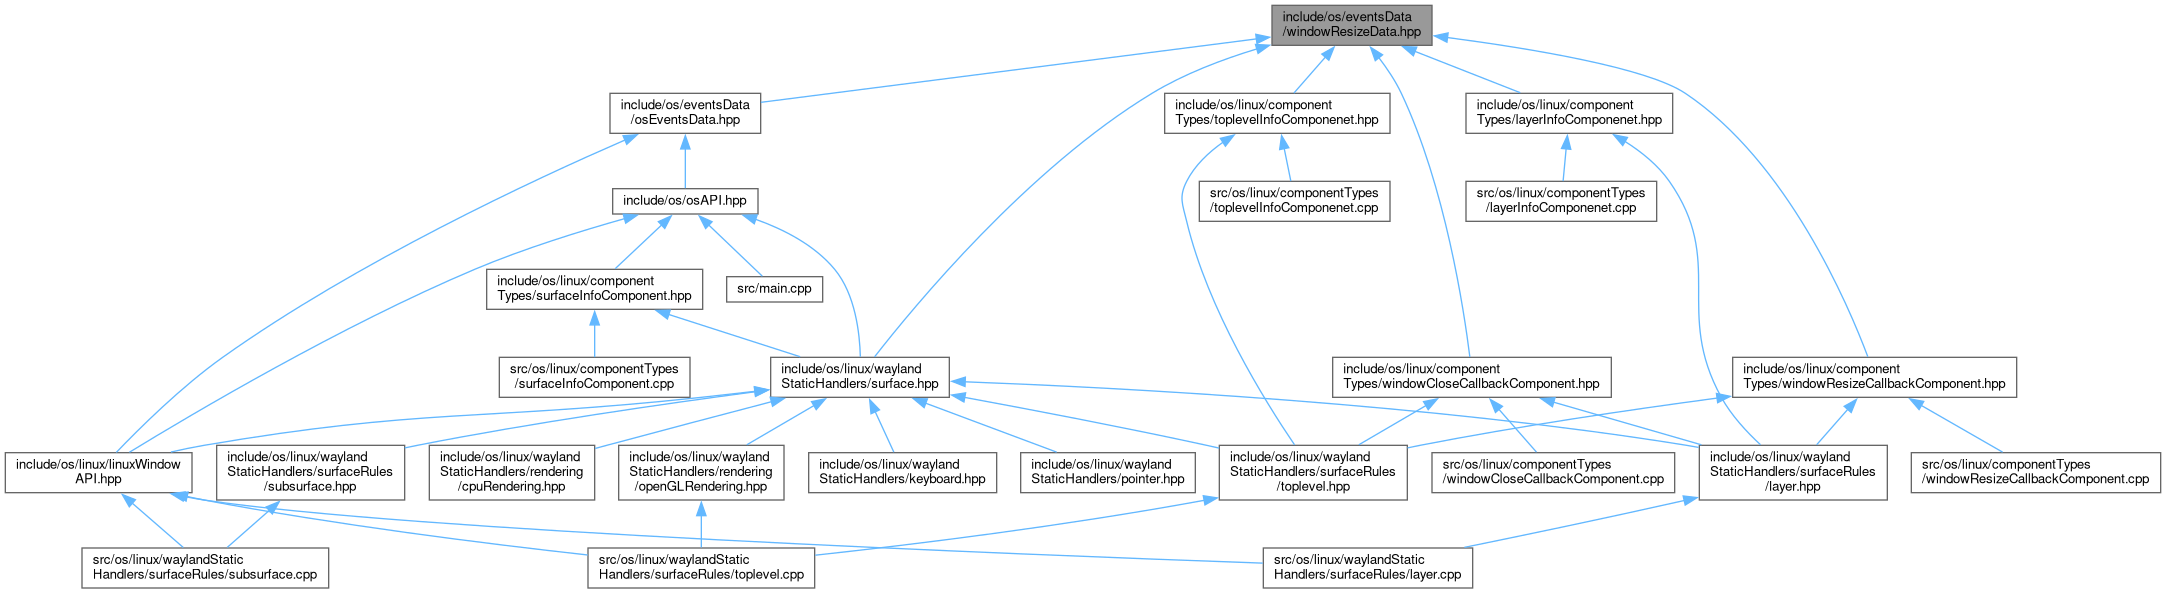 include/os/eventsData
/windowResizeData.hpp
include/os/eventsData
/osEventsData.hpp
include/os/linux/component
Types/toplevelInfoComponenet.hpp
include/os/linux/component
Types/layerInfoComponenet.hpp
include/os/osAPI.hpp
src/os/linux/componentTypes
/toplevelInfoComponenet.cpp
src/os/linux/componentTypes
/layerInfoComponenet.cpp
include/os/linux/component
Types/surfaceInfoComponent.hpp
src/main.cpp
src/os/linux/componentTypes
/surfaceInfoComponent.cpp
include/os/linux/wayland
StaticHandlers/surface.hpp
include/os/linux/component
Types/windowCloseCallbackComponent.hpp
include/os/linux/component
Types/windowResizeCallbackComponent.hpp
include/os/linux/linuxWindow
API.hpp
include/os/linux/wayland
StaticHandlers/surfaceRules
/subsurface.hpp
include/os/linux/wayland
StaticHandlers/rendering
/cpuRendering.hpp
include/os/linux/wayland
StaticHandlers/rendering
/openGLRendering.hpp
include/os/linux/wayland
StaticHandlers/keyboard.hpp
include/os/linux/wayland
StaticHandlers/pointer.hpp
include/os/linux/wayland
StaticHandlers/surfaceRules
/toplevel.hpp
src/os/linux/componentTypes
/windowCloseCallbackComponent.cpp
include/os/linux/wayland
StaticHandlers/surfaceRules
/layer.hpp
src/os/linux/componentTypes
/windowResizeCallbackComponent.cpp
src/os/linux/waylandStatic
Handlers/surfaceRules/subsurface.cpp
src/os/linux/waylandStatic
Handlers/surfaceRules/toplevel.cpp
src/os/linux/waylandStatic
Handlers/surfaceRules/layer.cpp